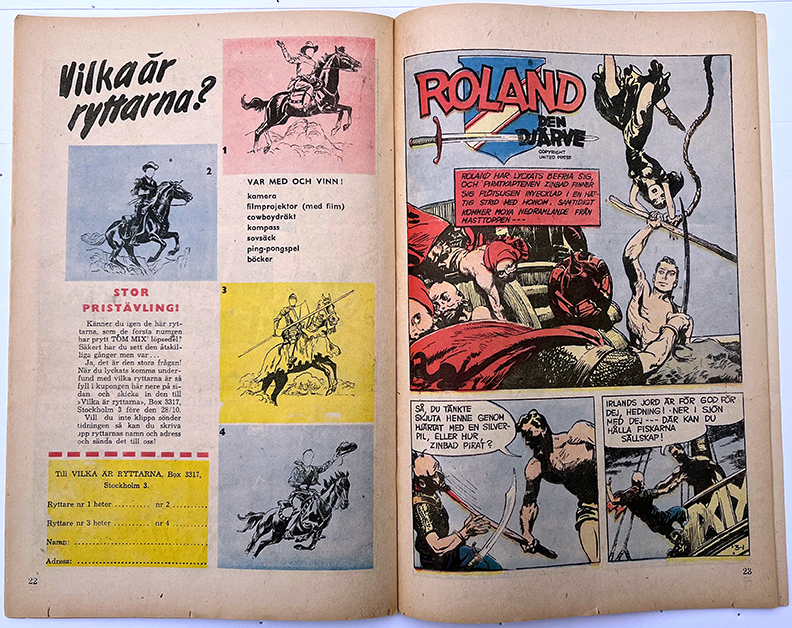 Vilka är
ryttarna?
1
2
VAR MED OCH VINN!
kamera
filmprojektor (med film)
cowboydräkt
kompass
sovsäck
ping-pongspel
böcker
STOR
PRISTÄVLING!
Känner du igen de här ryt-
tarna, som de första numren
har prytt TOM MIX' löpsedel?
Säkert har du sett den åtskil-
liga gånger men var . . .
Ja, det är den stora frågan!
När du lyckats komma under-
fund med vilka ryttarna är så
fyll i kupongen här nere på si-
dan och skicka in den till
»Vilka är ryttarna», Box 3317,
Stockholm 3 före den 28/10.
Vill du inte klippa sönder
tidningen så kan du skriva
upp ryttarnas namn och adress
och sända det till oss!
3
4
Till VILKA ÄR RYTTARNA, Box 3317,
Stockholm 3.
Ryttare nr 1 heter .......... nr 2 ..........
Ryttare nr 3 heter .......... nr 4 ..........
Namn: ..............................
Adress: ..............................
22
ROLAND
DEN
DJÄRVE
COPYRIGHT
UNITED PRESS
ROLAND HAR LYCKATS BEFRIA SIG,
OCH PIRATKAPTENEN ZINBAD FINNER
SIG PLÖTSLIGEN INVECKLAD I EN HÄT-
TIG STRID MED HONOM. SAMTIDIGT
KOMMER MOYA NEDRAMLANDE FRÅN
MASTTOPPEN ---
SÅ, DU TÄNKTE
SKJUTA HENNE GENOM
HJÄRTAT MED EN SILVER-
PIL, ELLER HUR,
ZINBAD PIRAT?
IRLANDS JORD ÄR FÖR GOD FÖR
DEJ, HEDNING! NER I SJÖN
MED DEJ --- DÄR KAN DU
HÅLLA FISKARNA
SÄLLSKAP!
3-1
23